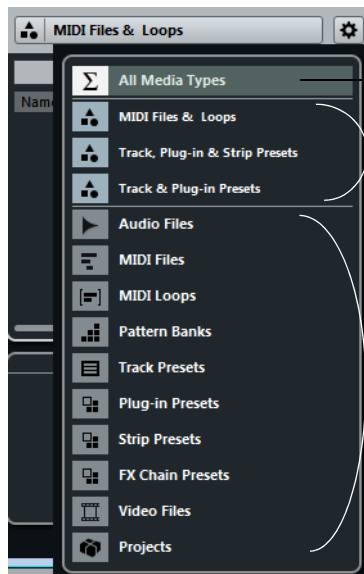 MIDI Files & Loops
Name
Σ All Media Types
MIDI Files & Loops
Track, Plug-in & Strip Presets
Track & Plug-in Presets
Audio Files
MIDI Files
MIDI Loops
Pattern Banks
Track Presets
Plug-in Presets
Strip Presets
FX Chain Presets
Video Files
Projects